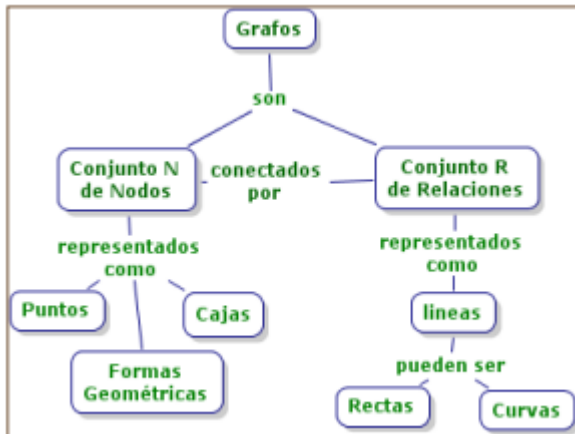 Grafos
son
Conjunto N
de Nodos
conectados
por
Conjunto R
de Relaciones
representados
como
representados
como
Puntos
Cajas
lineas
Formas
Geométricas
pueden ser
Rectas
Curvas